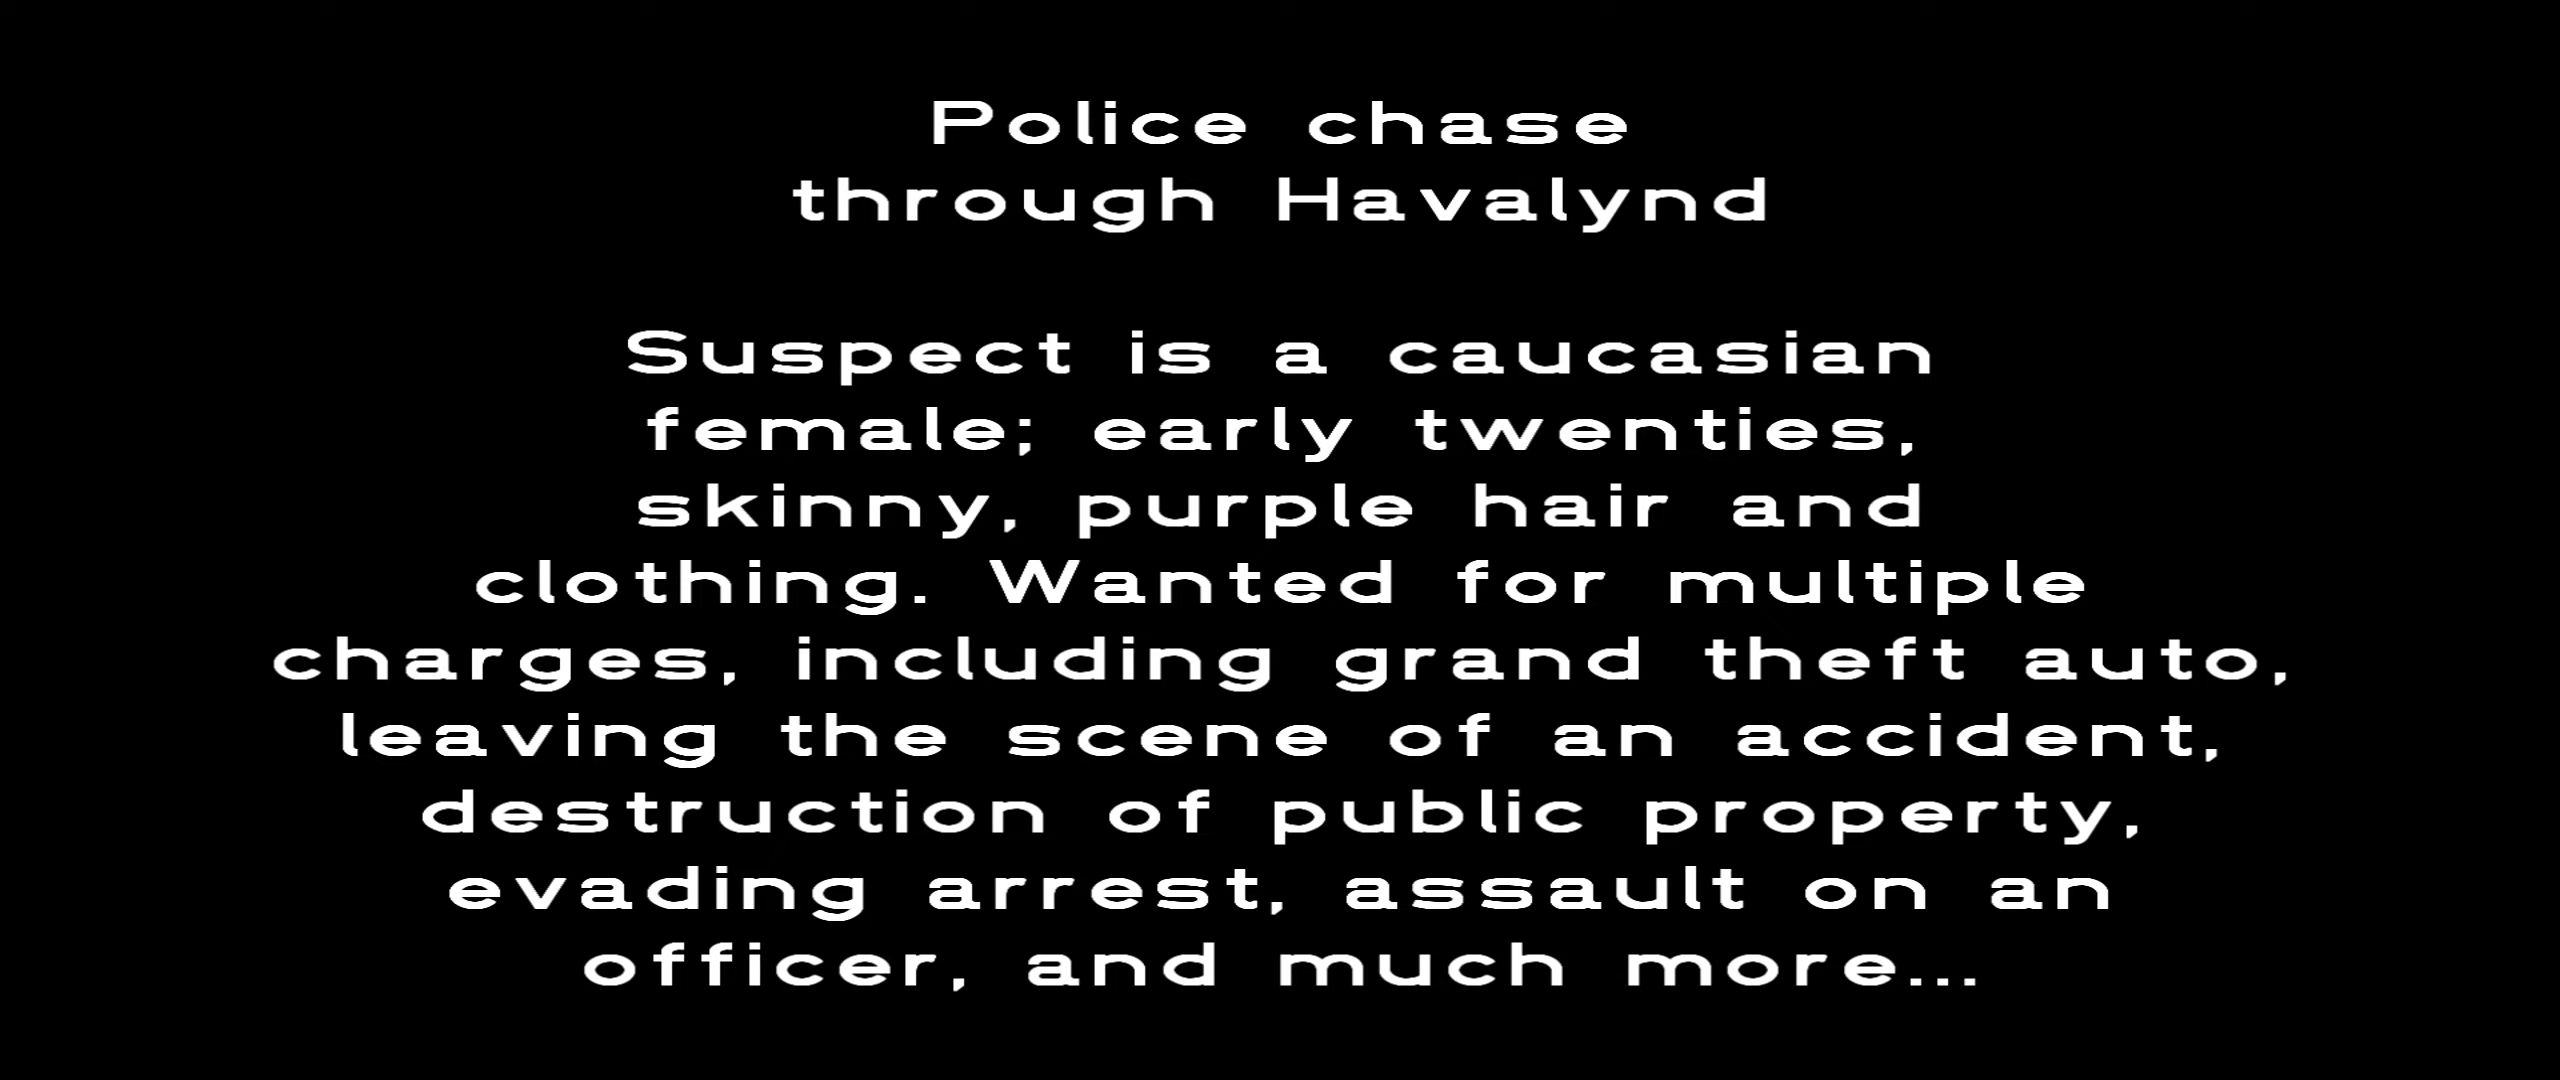 Police chase
through Havalynd
Suspect is a caucasian
female; early twenties,
skinny, purple hair and
clothing. Wanted for multiple
charges, including grand theft auto,
leaving the scene of an accident,
destruction of public property,
evading arrest, assault on an
officer, and much more...